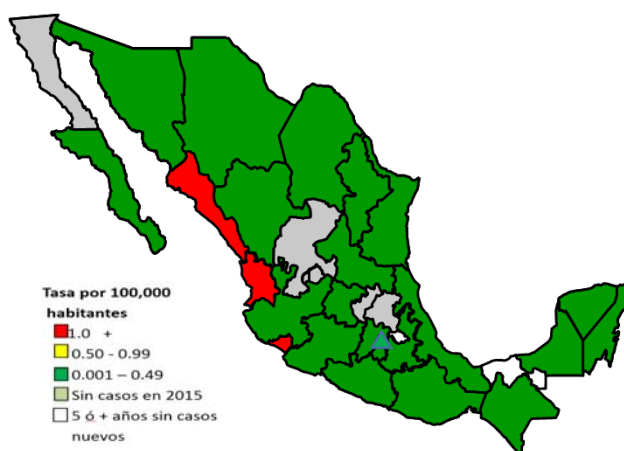 Tasa por 100,000
habitantes
1.0 +
0.50 - 0.99
0.001 – 0.49
Sin casos en 2015
5 ó + años sin casos
nuevos